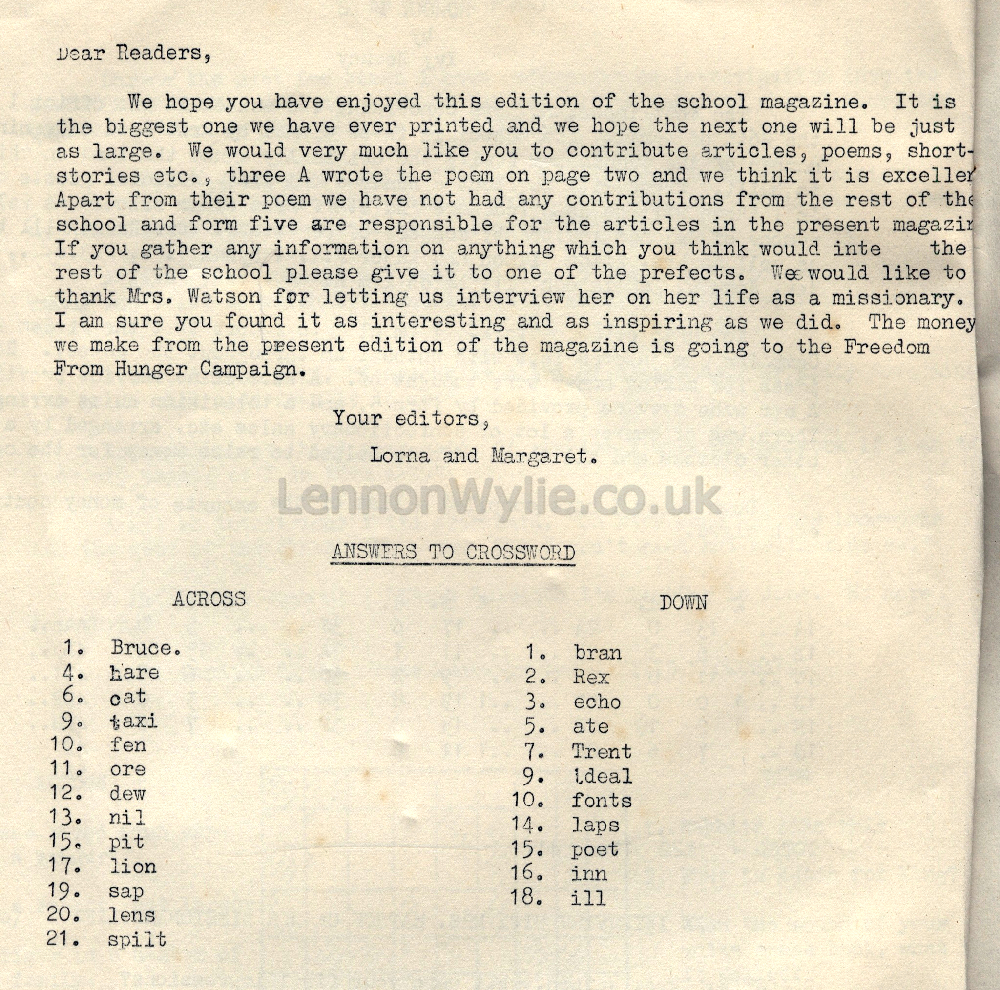 Dear Readers,
We hope you have enjoyed this edition of the school magazine. It is
the biggest one we have ever printed and we hope the next one will be just
as large. We would very much like you to contribute articles, poems, short-
stories etc., three A wrote the poem on page two and we think it is excellen
Apart from their poem we have not had any contributions from the rest of the
school and form five are responsible for the articles in the present magazin
If you gather any information on anything which you think would inte the
rest of the school please give it to one of the prefects. We would like to
thank Mrs. Watson for letting us interview her on her life as a missionary.
I am sure you found it as interesting and as inspiring as we did. The money
we make from the present edition of the magazine is going to the Freedom
From Hunger Campaign.
Your editors,
Lorna and Margaret.
LennonWylie.co.uk
ANSWERS TO CROSSWORD
ACROSS
1. Bruce.
4. hare
6. cat
9. taxi
10. fen
11. ore
12. dew
13. nil
15. pit
17. lion
19. sap
20. lens
21. spilt
DOWN
1. bran
2. Rex
3. echo
5. ate
7. Trent
9. ideal
10. fonts
14. laps
15. poet
16. inn
18. ill